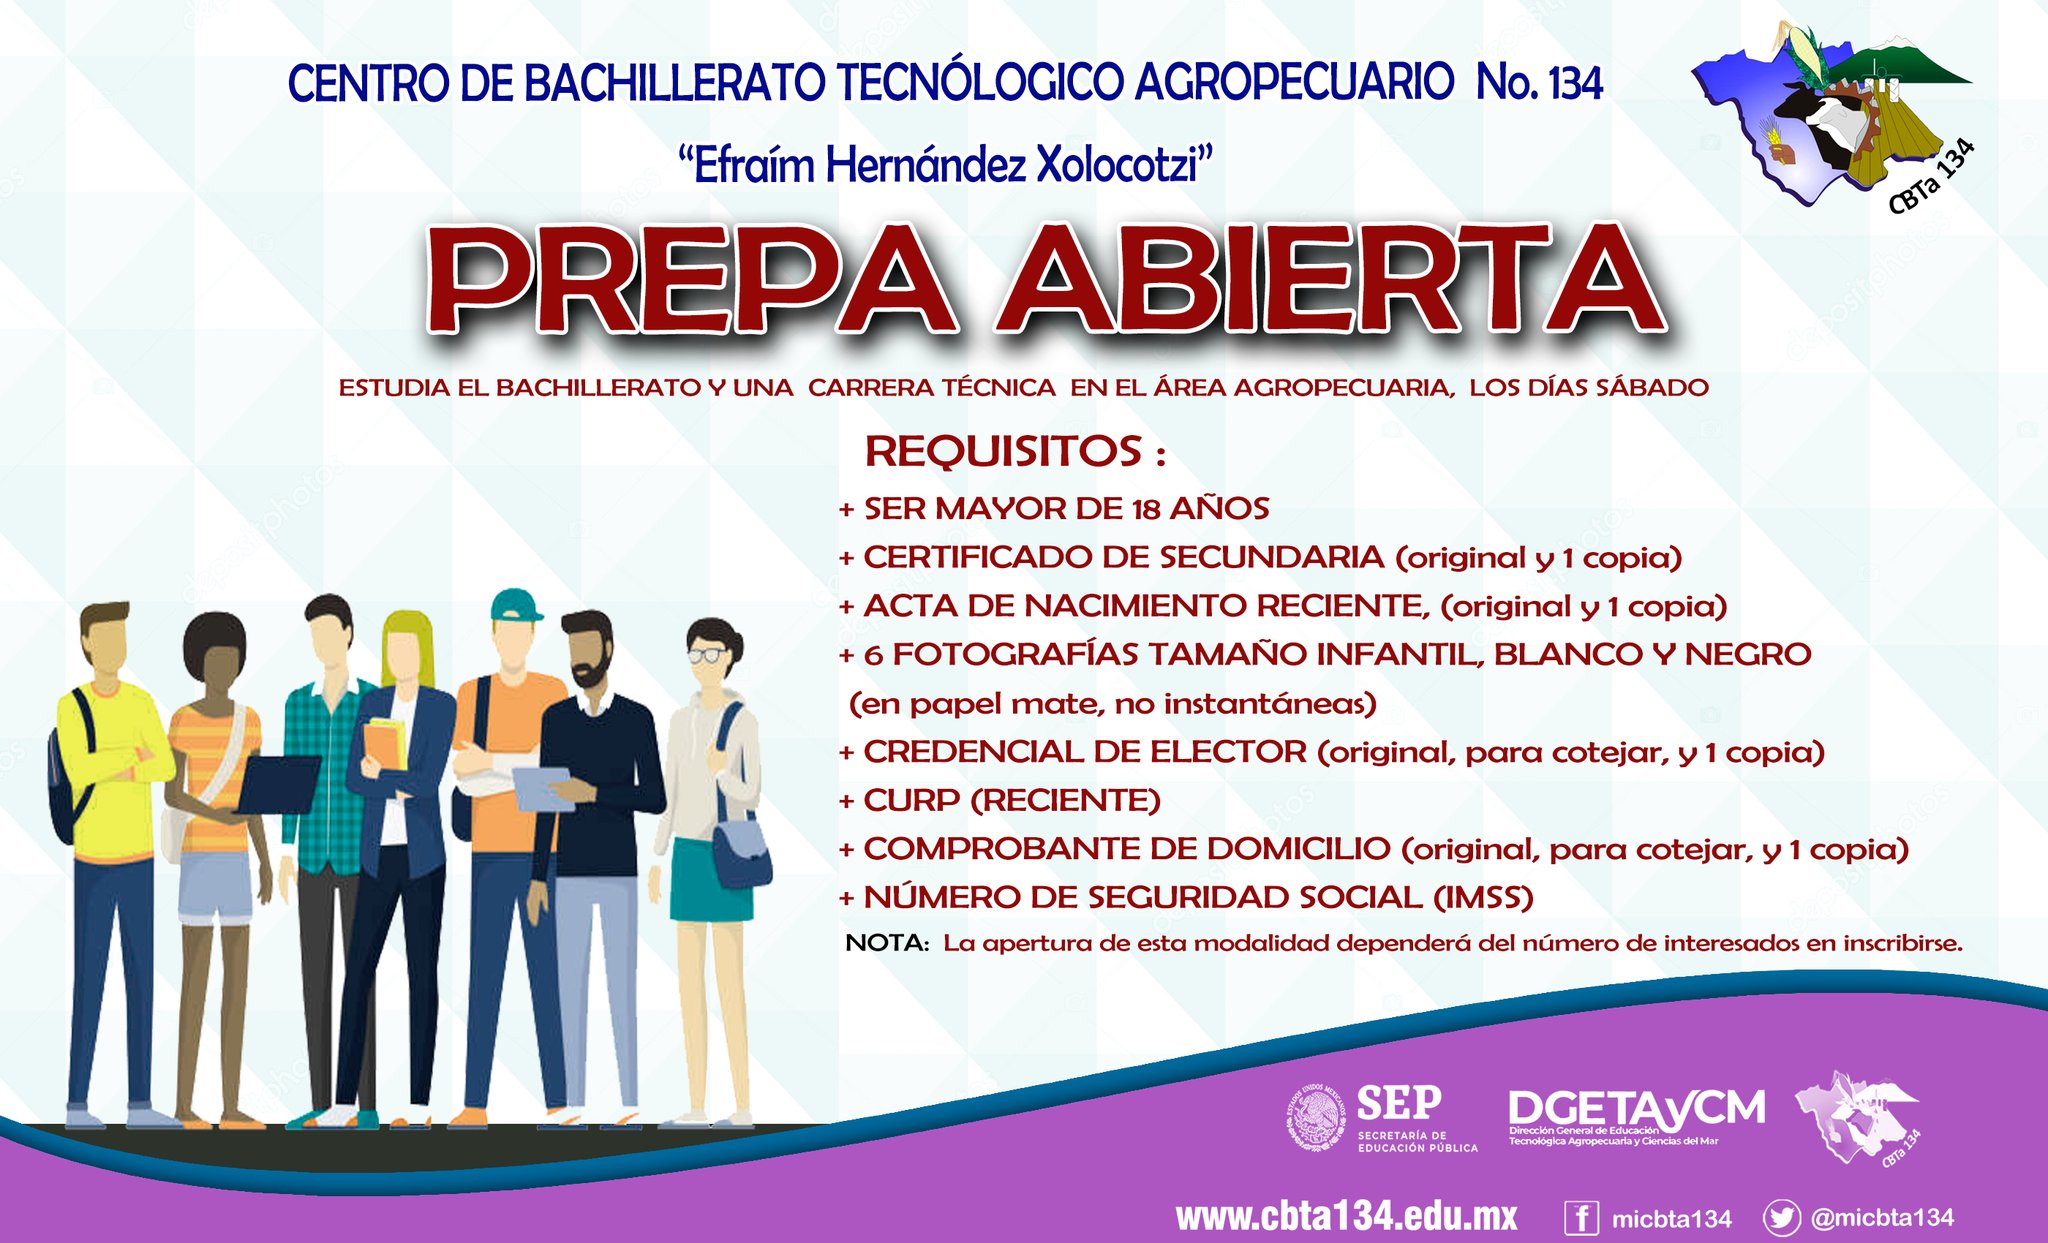 CENTRO DE BACHILLERATO TECNÓLOGICO AGROPECUARIO No. 134
“Efraím Hernández Xolocotzi”
CBTa 134
PREPA ABIERTA
ESTUDIA EL BACHILLERATO Y UNA CARRERA TÉCNICA EN EL ÁREA AGROPECUARIA, LOS DÍAS SÁBADO
REQUISITOS :
+ SER MAYOR DE 18 AÑOS
+ CERTIFICADO DE SECUNDARIA (original y 1 copia)
+ ACTA DE NACIMIENTO RECIENTE, (original y 1 copia)
+ 6 FOTOGRAFÍAS TAMAÑO INFANTIL, BLANCO Y NEGRO
(en papel mate, no instantáneas)
+ CREDENCIAL DE ELECTOR (original, para cotejar, y 1 copia)
+ CURP (RECIENTE)
+ COMPROBANTE DE DOMICILIO (original, para cotejar, y 1 copia)
+ NÚMERO DE SEGURIDAD SOCIAL (IMSS)
NOTA: La apertura de esta modalidad dependerá del número de interesados en inscribirse.
ESTADOS UNIDOS MEXICANOS
SEP
SECRETARÍA DE
EDUCACIÓN PÚBLICA
DGETAyCM
Dirección General de Educación
Tecnológica Agropecuaria y Ciencias del Mar
CBTa 134
www.cbta134.edu.mx
micbta134
@micbta134
depositphotos